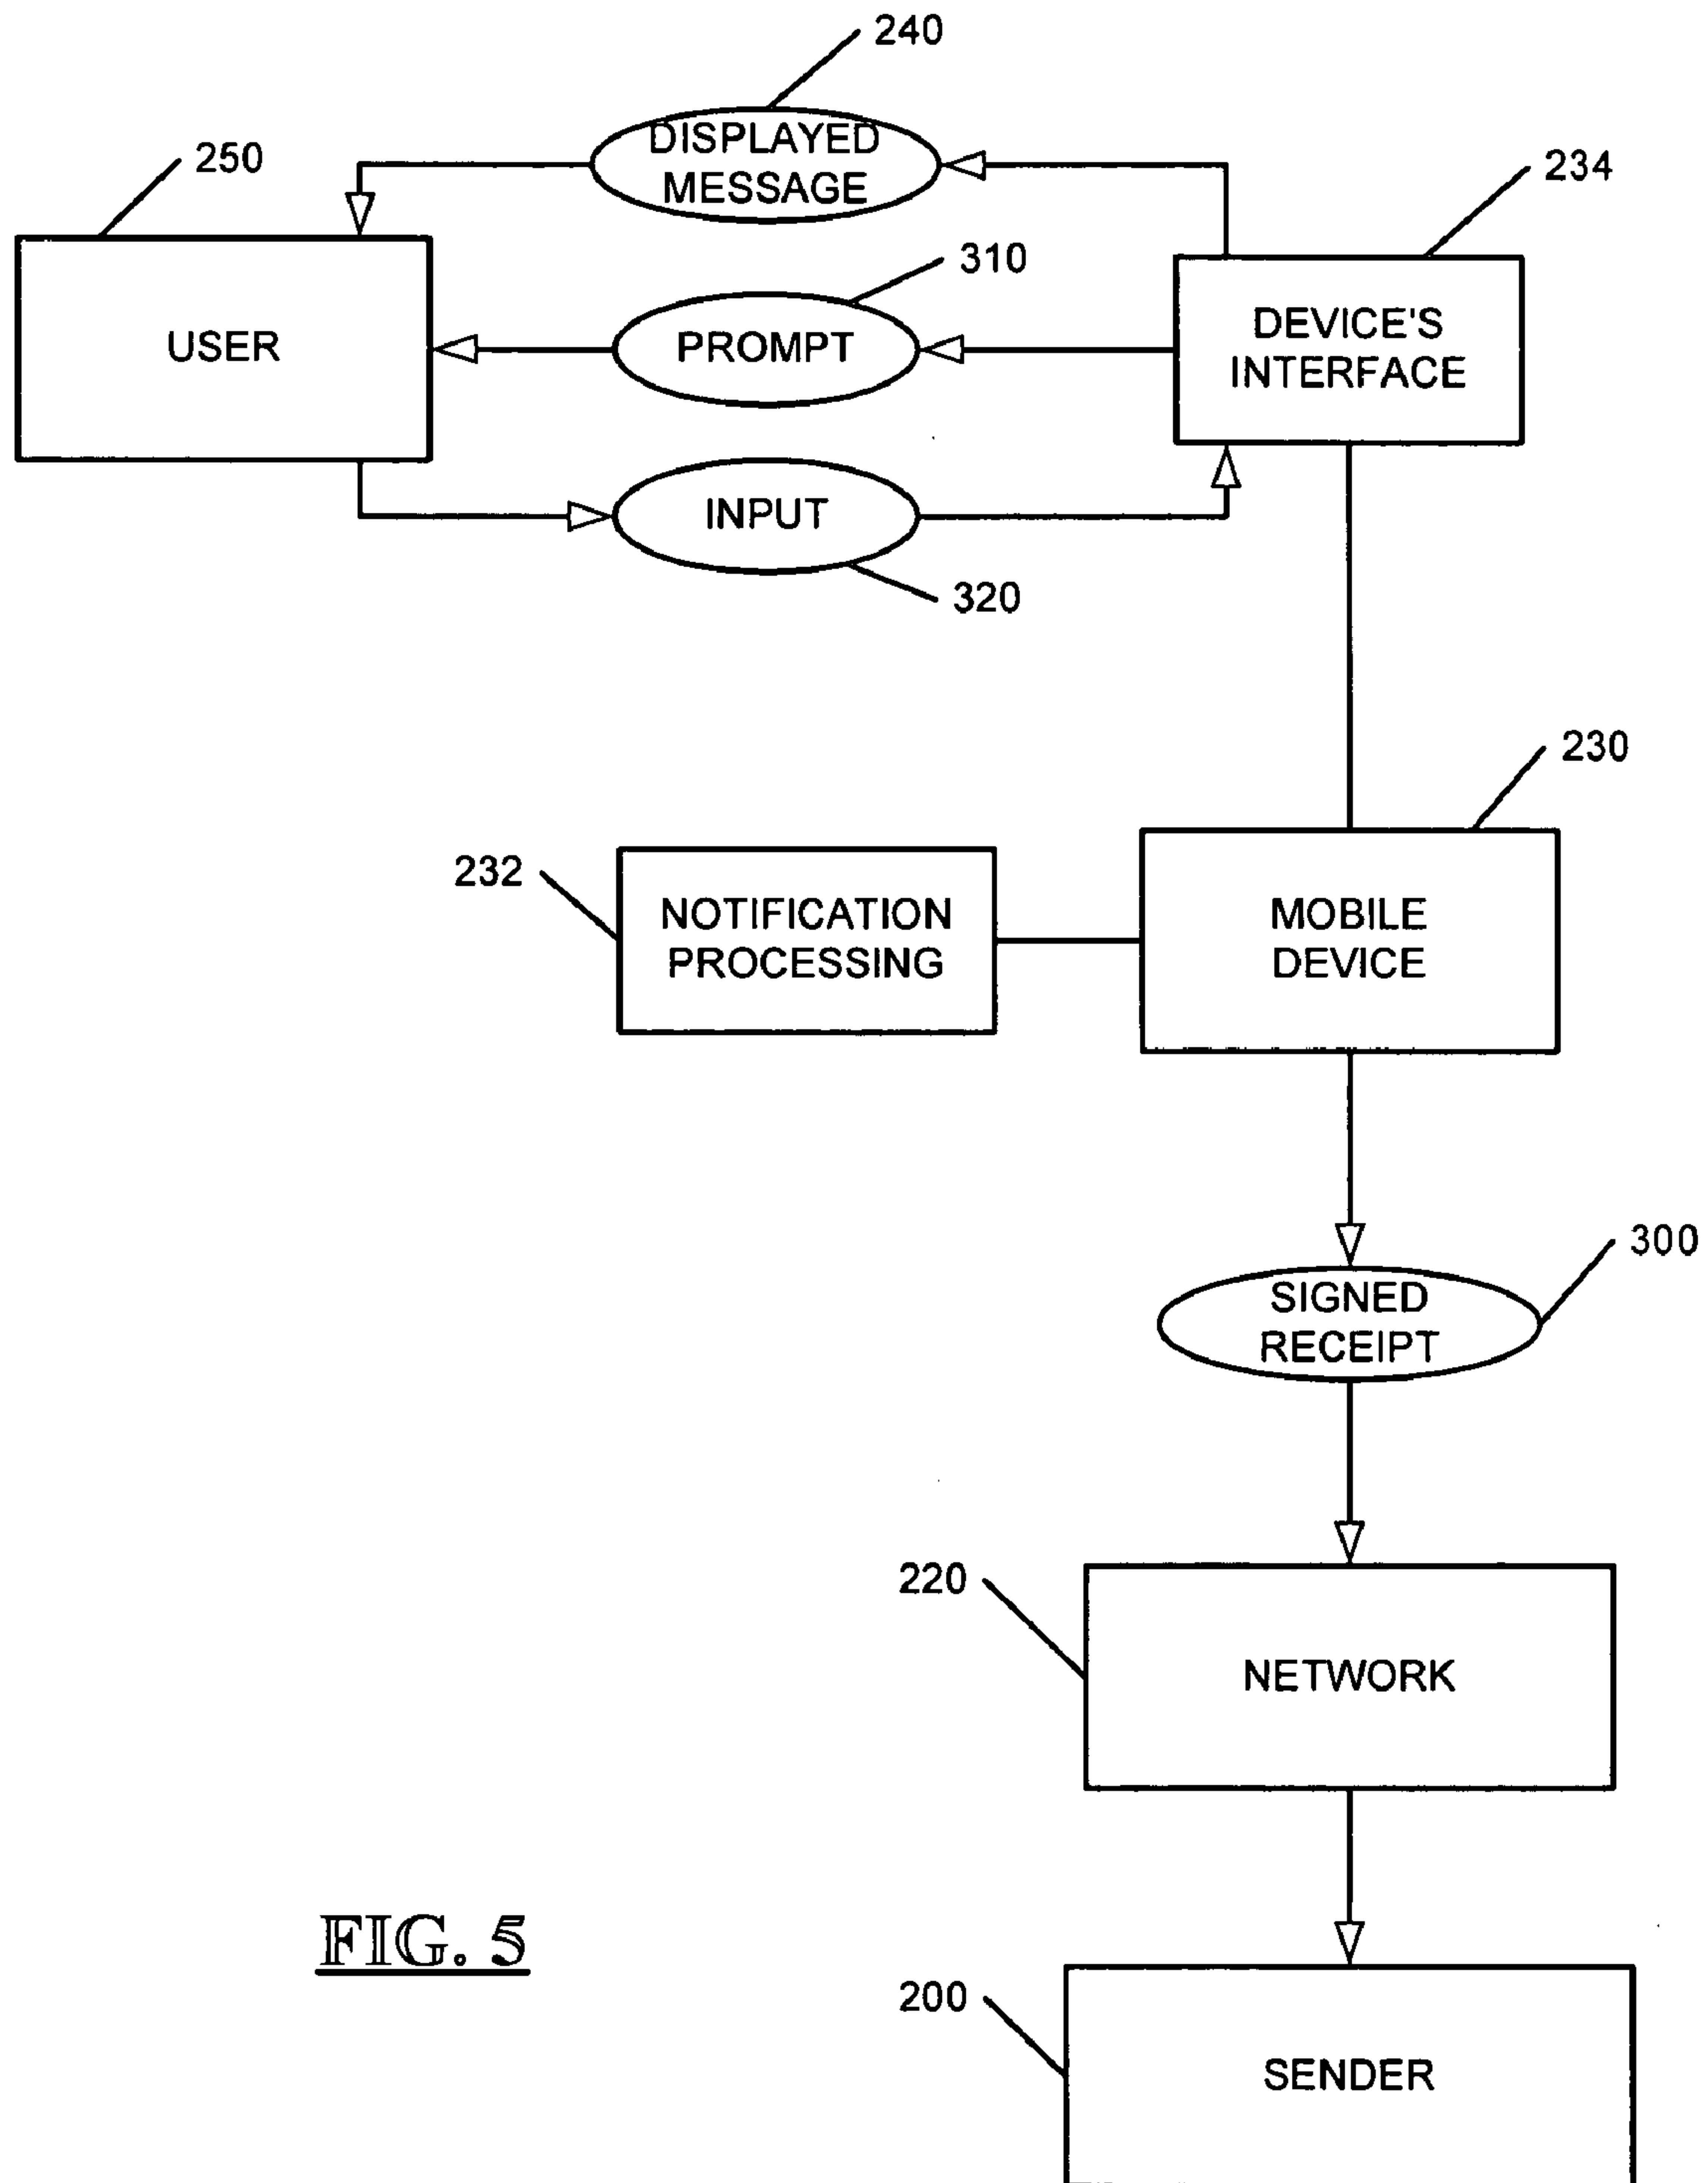 240
DISPLAYED
MESSAGE
250
234
310
USER
PROMPT
DEVICE'S
INTERFACE
INPUT
320
230
232
NOTIFICATION
PROCESSING
MOBILE
DEVICE
300
SIGNED
RECEIPT
220
NETWORK
FIG. 5
200
SENDER